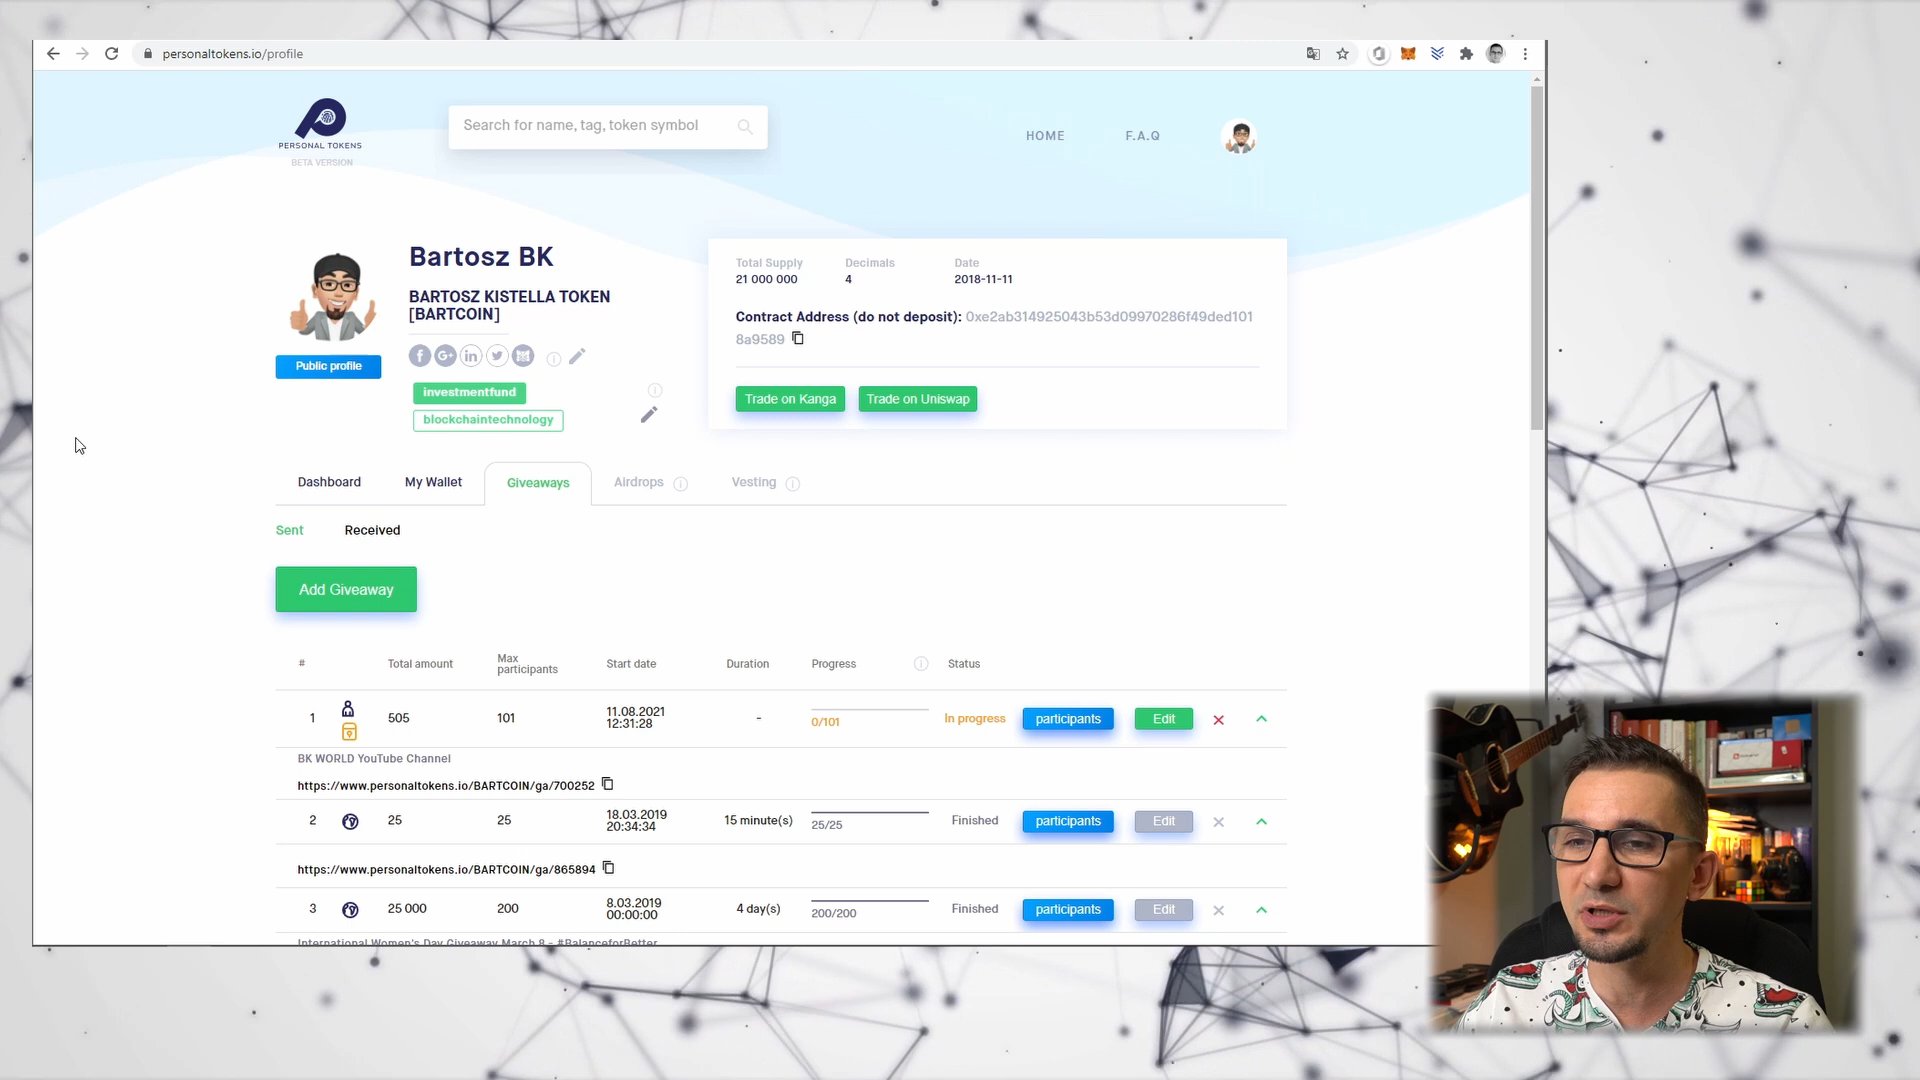 personaltokens.io/profile
PERSONAL TOKENS
BETA VERSION
Search for name, tag, token symbol
HOME
F.A.Q
Bartosz BK
BARTOSZ KISTELLA TOKEN
[BARTCOIN]
Public profile
investmentfund
blockchaintechnology
Total Supply
Decimals
Date
21 000 000
4
2018-11-11
Contract Address (do not deposit): 0xe2ab314925043b53d09970286f49ded101
8a9589
Trade on Kanga
Trade on Uniswap
Dashboard
My Wallet
Giveaways
Airdrops
Vesting
Sent
Received
Add Giveaway
#
Total amount
Max
participants
Start date
Duration
Progress
Status
1
505
101
11.08.2021
12:31:28
-
0/101
In progress
participants
Edit
BK WORLD YouTube Channel
https://www.personaltokens.io/BARTCOIN/ga/700252
2
25
25
18.03.2019
20:34:34
15 minute(s)
25/25
Finished
participants
Edit
https://www.personaltokens.io/BARTCOIN/ga/865894
3
25 000
200
8.03.2019
00:00:00
4 day(s)
200/200
Finished
participants
Edit
International Women's Day Giveaway March 8 - #BalanceforBetter